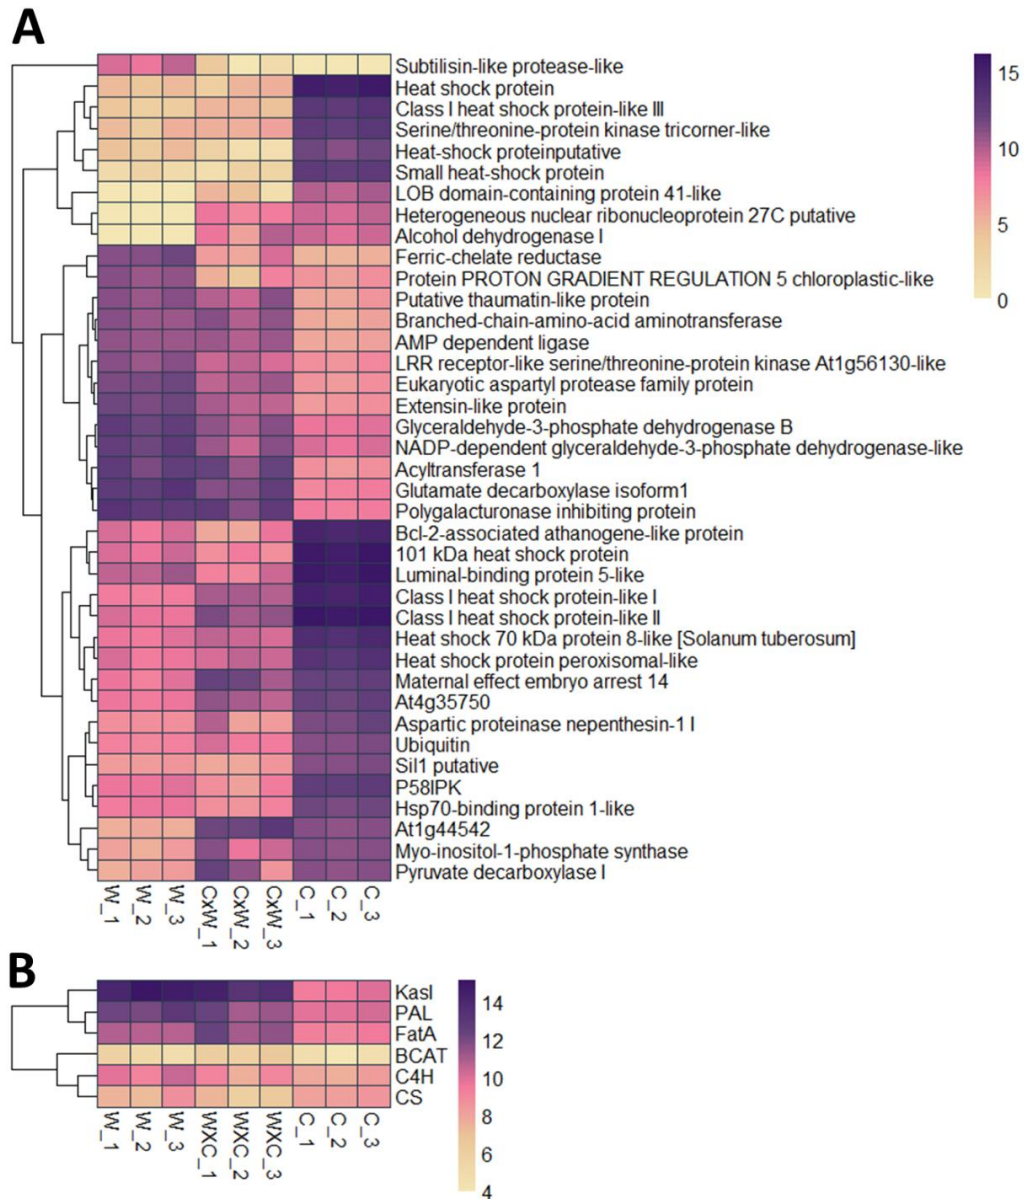 A
Subtilisin-like protease-like
Heat shock protein
Class I heat shock protein-like III
Serine/threonine-protein kinase tricorner-like
Heat-shock proteinputative
Small heat-shock protein
LOB domain-containing protein 41-like
Heterogeneous nuclear ribonucleoprotein 27C putative
Alcohol dehydrogenase I
Ferric-chelate reductase
Protein PROTON GRADIENT REGULATION 5 chloroplastic-like
Putative thaumatin-like protein
Branched-chain-amino-acid aminotransferase
AMP dependent ligase
LRR receptor-like serine/threonine-protein kinase At1g56130-like
Eukaryotic aspartyl protease family protein
Extensin-like protein
Glyceraldehyde-3-phosphate dehydrogenase B
NADP-dependent glyceraldehyde-3-phosphate dehydrogenase-like
Acyltransferase 1
Glutamate decarboxylase isoform1
Polygalacturonase inhibiting protein
Bcl-2-associated athanogene-like protein
101 kDa heat shock protein
Luminal-binding protein 5-like
Class I heat shock protein-like I
Class I heat shock protein-like II
Heat shock 70 kDa protein 8-like [Solanum tuberosum]
Heat shock protein peroxisomal-like
Maternal effect embryo arrest 14
At4g35750
Aspartic proteinase nepenthesin-1 I
Ubiquitin
Sil1 putative
P58IPK
Hsp70-binding protein 1-like
At1g44542
Myo-inositol-1-phosphate synthase
Pyruvate decarboxylase I
W_1
W_2
W_3
CxW_1
CxW_2
CxW_3
C_1
C_2
C_3
15
10
5
0
B
KasI
PAL
FatA
BCAT
C4H
CS
W_1
W_2
W_3
WXC_1
WXC_2
WXC_3
C_1
C_2
C_3
14
12
10
8
6
4